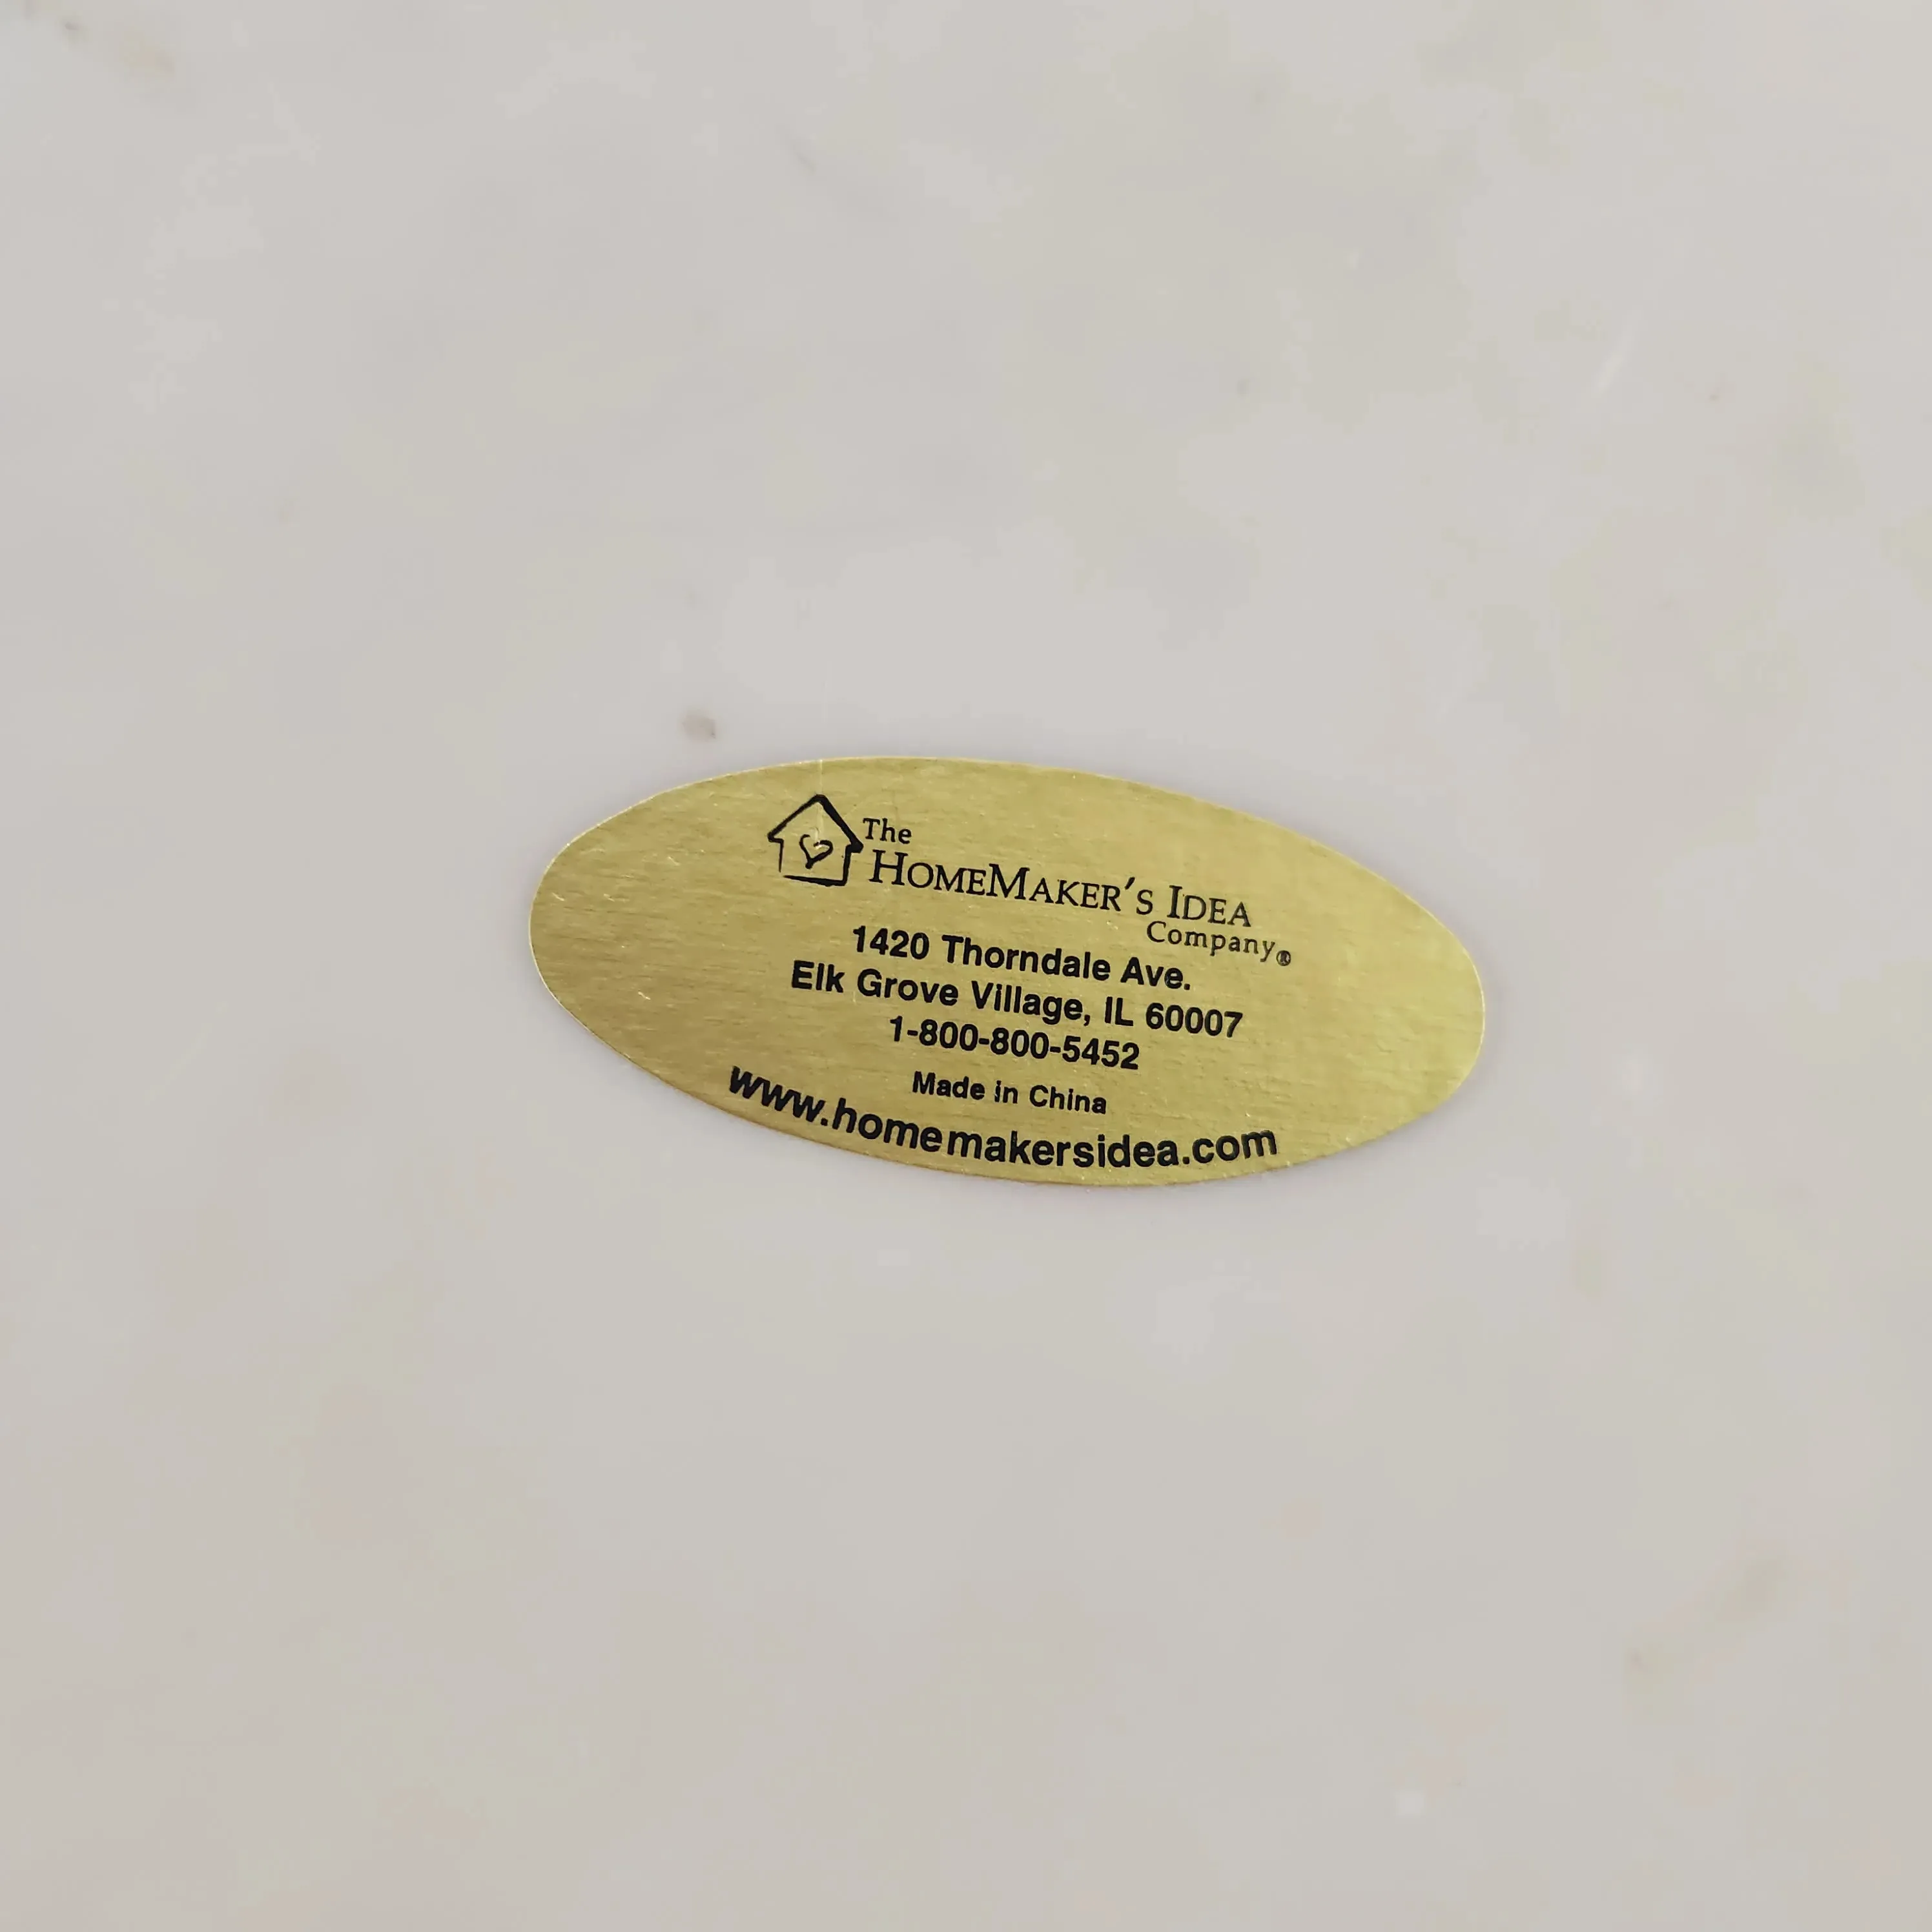 The
HomeMaker's Idea
Company®
1420 Thorndale Ave.
Elk Grove Village, IL 60007
1-800-800-5452
Made in China
www.homemakersidea.com